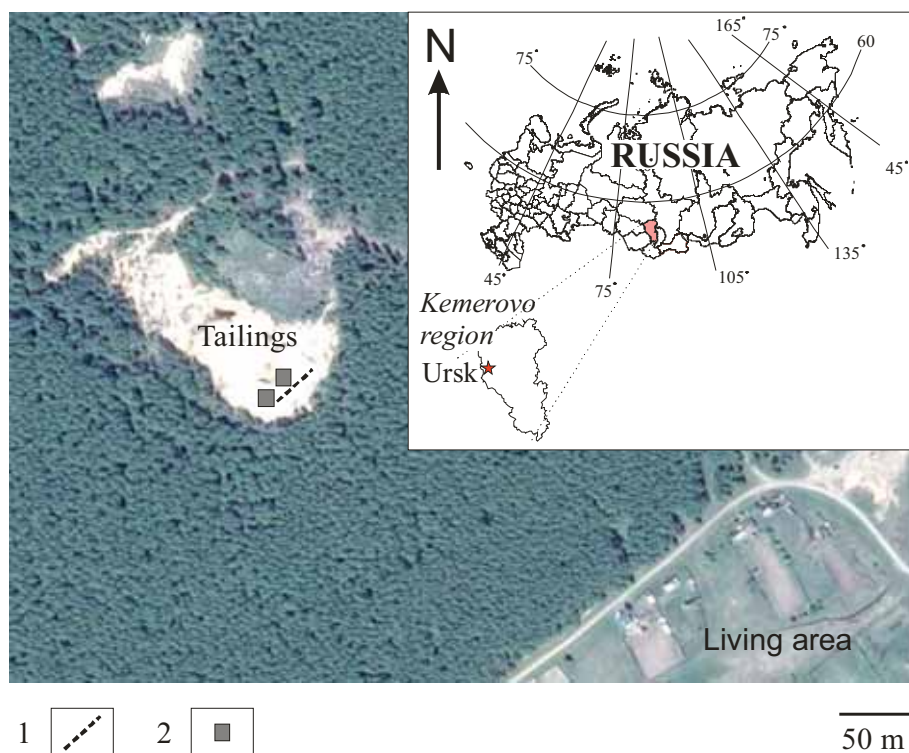 N
165°
75°
60
75°
RUSSIA
45°
135°
105°
75°
45°
Kemerovo
region
Ursk
Tailings
Living area
1
2
50 m